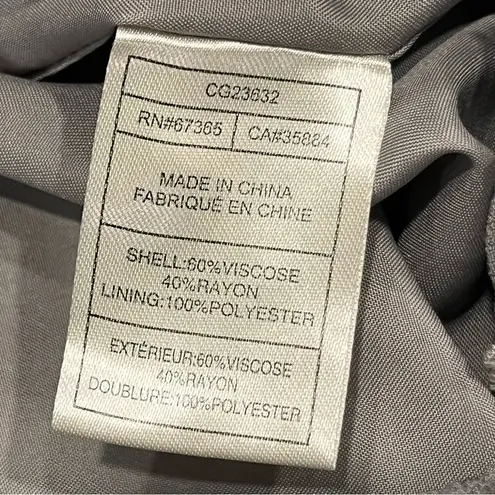 CG23632
RN#67365 CA#35884
MADE IN CHINA
FABRIQUÉ EN CHINE
SHELL:60%VISCOSE
40%RAYON
LINING:100%POLYESTER
EXTÉRIEUR:60%VISCOSE
40%RAYON
DOUBLURE:100%POLYESTER